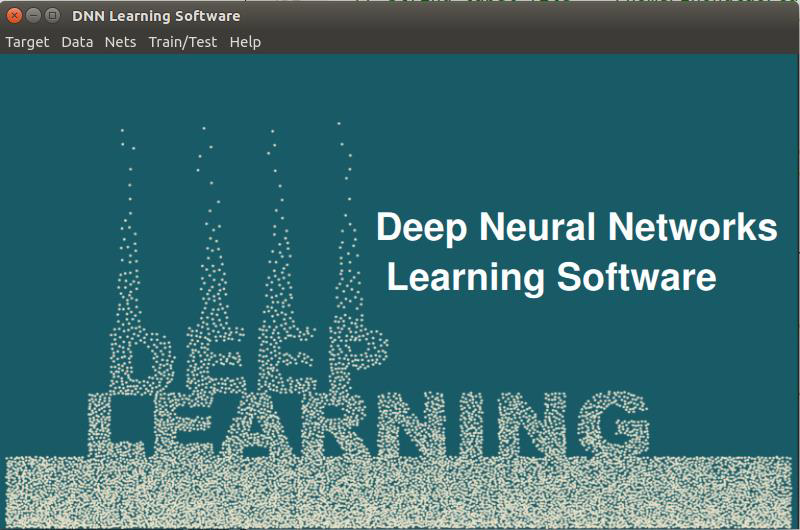 DNN Learning Software
Target Data Nets Train/Test Help
Deep Neural Networks
Learning Software
DEEP
LEARNING